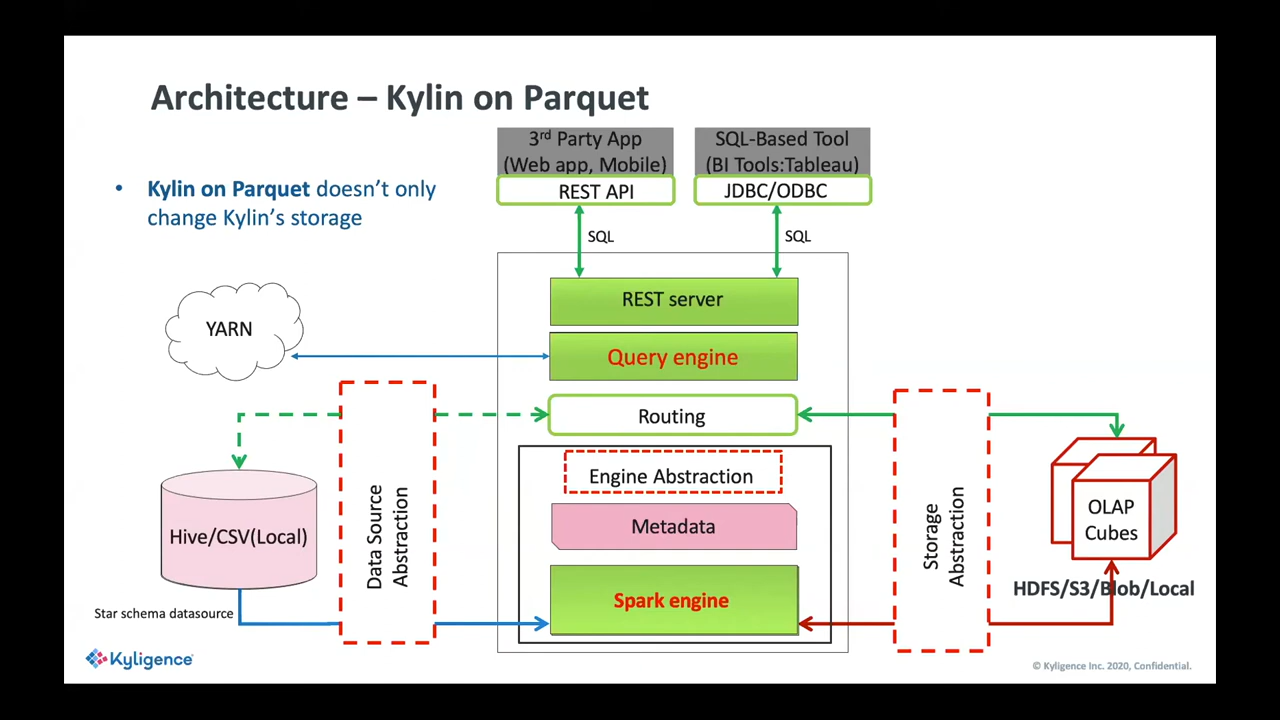 Architecture – Kylin on Parquet
• Kylin on Parquet doesn't only
change Kylin's storage
3rd Party App
(Web app, Mobile)
REST API
SQL-Based Tool
(BI Tools:Tableau)
JDBC/ODBC
SQL
SQL
REST server
YARN
Query engine
Routing
Engine Abstraction
Metadata
Spark engine
Hive/CSV(Local)
Star schema datasource
Data Source
Abstraction
Storage
Abstraction
OLAP
Cubes
HDFS/S3/Blob/Local
Kyligence
© Kyligence Inc. 2020, Confidential.